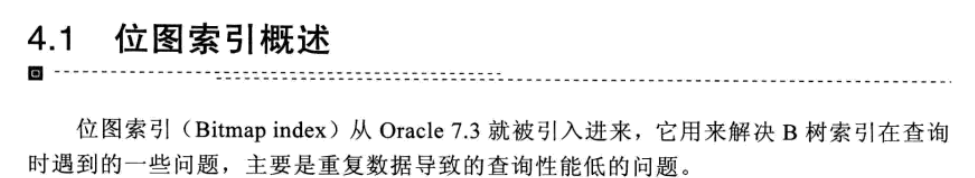 4.1 位图索引概述
位图索引（Bitmap index）从 Oracle 7.3 就被引入进来，它用来解决 B 树索引在查询
时遇到的一些问题，主要是重复数据导致的查询性能低的问题。